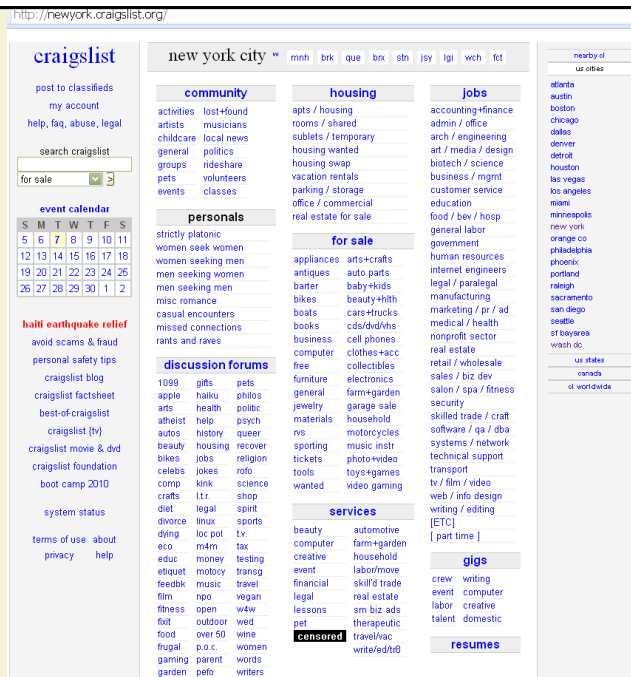 http://newyork.craigslist.org/
craigslist
post to classifieds
my account
help, faq, abuse, legal
search craigslist
for sale
>
event calendar
S M T W T F S
5 6 7 8 9 10 11
12 13 14 15 16 17 18
19 20 21 22 23 24 25
26 27 28 29 30 1 2
haiti earthquake relief
avoid scams & fraud
personal safety tips
craigslist blog
craigslist factsheet
best-of-craigslist
craigslist {tv}
craigslist movie & dvd
craigslist foundation
boot camp 2010
system status
terms of use about
privacy help
new york city w mnh brk que brx stn jsy lgi wch fct
community
activities lost+found
artists musicians
childcare local news
general politics
groups rideshare
pets volunteers
events classes
personals
strictly platonic
women seek women
women seeking men
men seeking women
men seeking men
misc romance
casual encounters
missed connections
rants and raves
discussion forums
1099 gifts pets
apple haiku philos
arts health politic
atheist help psych
autos history queer
beauty housing recover
bikes jobs religion
celebs jokes rofo
comp kink science
crafts l.t.r. shop
diet legal spirit
divorce linux sports
dying loc pol t.v.
eco m4m tax
educ money testing
etiquet motocy transg
feedbk music travel
film npo vegan
fitness open w4w
fixit outdoor wed
food over 50 wine
frugal p.o.c. women
gaming parent words
garden pefo writers
housing
apts / housing
rooms / shared
sublets / temporary
housing wanted
housing swap
vacation rentals
parking / storage
office / commercial
real estate for sale
for sale
appliances arts+crafts
antiques auto parts
barter baby+kids
bikes beauty+hlth
boats cars+trucks
books cds/dvd/vhs
business cell phones
computer clothes+acc
free collectibles
furniture electronics
general farm+garden
jewelry garage sale
materials household
rvs motorcycles
sporting music instr
tickets photo+video
tools toys+games
wanted video gaming
services
beauty automotive
computer farm+garden
creative household
event labor/move
financial skill'd trade
legal real estate
lessons sm biz ads
pet therapeutic
censored travel/vac
write/ed/tr8
jobs
accounting+finance
admin / office
arch / engineering
art / media / design
biotech / science
business / mgmt
customer service
education
food / bev / hosp
general labor
government
human resources
internet engineers
legal / paralegal
manufacturing
marketing / pr / ad
medical / health
nonprofit sector
real estate
retail / wholesale
sales / biz dev
salon / spa / fitness
security
skilled trade / craft
software / qa / dba
systems / network
technical support
transport
tv / film / video
web / info design
writing / editing
[ETC]
[ part time ]
gigs
crew writing
event computer
labor creative
talent domestic
resumes
nearby cl
us cities
atlanta
austin
boston
chicago
dallas
denver
detroit
houston
las vegas
los angeles
miami
minneapolis
new york
orange co
philadelphia
phoenix
portland
raleigh
sacramento
san diego
seattle
sf bayarea
wash dc
us states
canada
cl worldwide